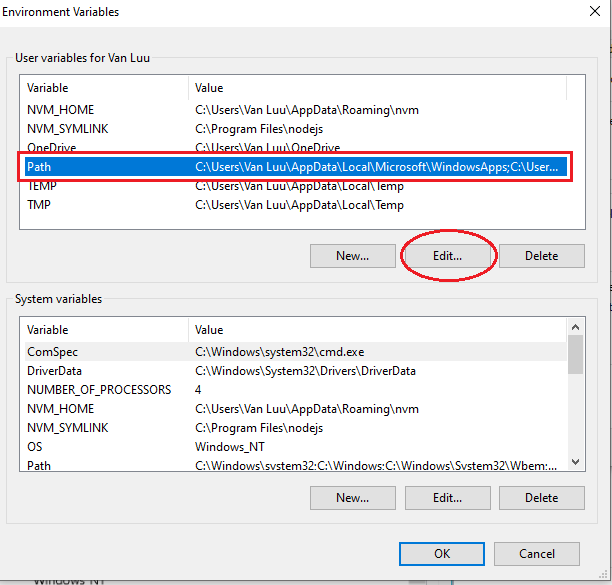 Environment Variables
User variables for Van Luu
Variable Value
NVM_HOME C:\Users\Van Luu\AppData\Roaming\nvm
NVM_SYMLINK C:\Program Files\nodejs
OneDrive C:\Users\Van Luu\OneDrive
Path C:\Users\Van Luu\AppData\Local\Microsoft\WindowsApps;C:\User...
TEMP C:\Users\Van Luu\AppData\Local\Temp
TMP C:\Users\Van Luu\AppData\Local\Temp
New... Edit... Delete
System variables
Variable Value
ComSpec C:\Windows\system32\cmd.exe
DriverData C:\Windows\System32\Drivers\DriverData
NUMBER_OF_PROCESSORS 4
NVM_HOME C:\Users\Van Luu\AppData\Roaming\nvm
NVM_SYMLINK C:\Program Files\nodejs
OS Windows_NT
Path C:\Windows\system32;C:\Windows;C:\Windows\System32\Wbem;...
New... Edit... Delete
OK Cancel
Windows NT